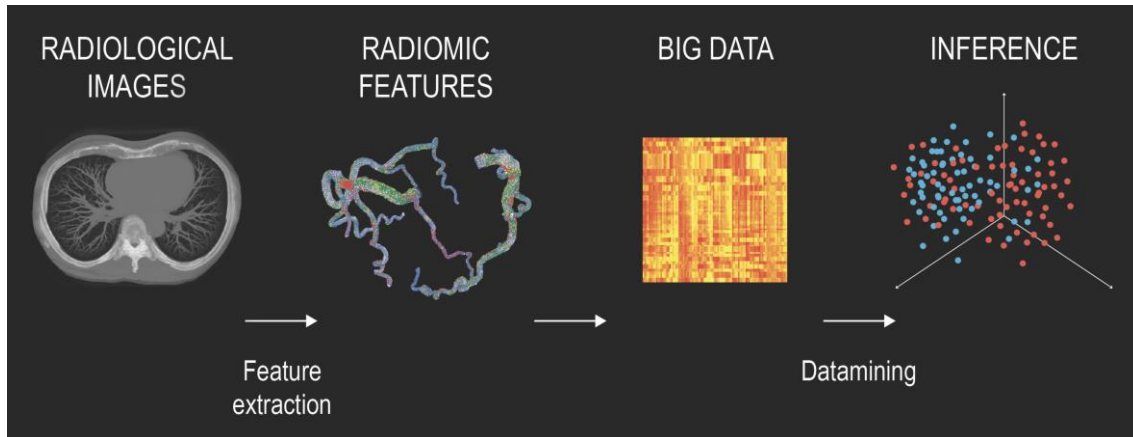 RADIOLOGICAL
IMAGES
RADIOMIC
FEATURES
BIG DATA
INFERENCE
Feature
extraction
Datamining